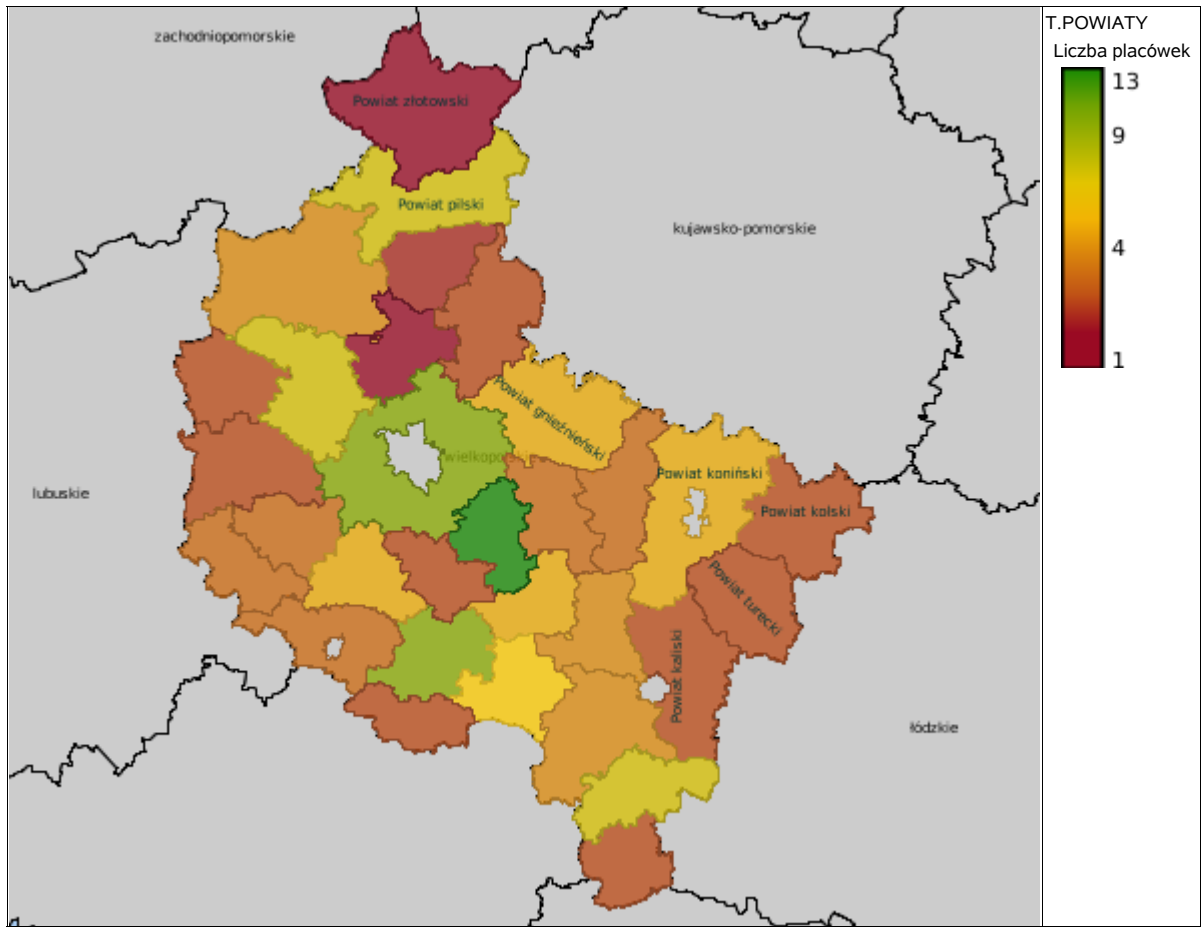 T.POWIATY
Liczba placówek
13
9
4
1
zachodniopomorskie
Powiat złotowski
Powiat pilski
kujawsko-pomorskie
Powiat gnieźnieński
wielkopolskie
Powiat koniński
lubuskie
Powiat kolski
Powiat turecki
Powiat kaliski
łódzkie